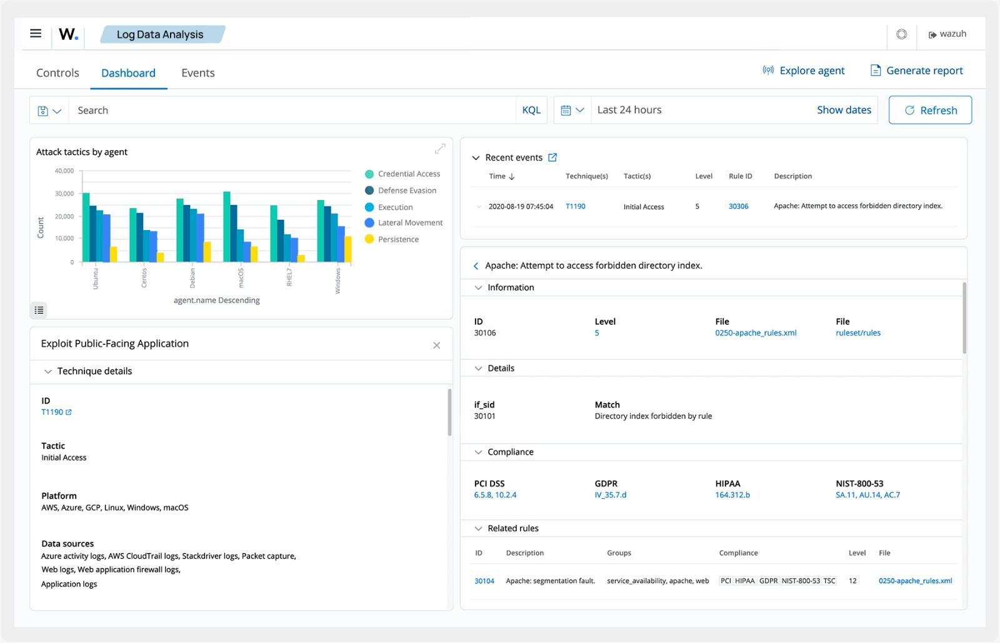 W.
Log Data Analysis
wazuh
Controls
Dashboard
Events
Explore agent
Generate report
Search
KQL
Last 24 hours
Show dates
Refresh
Attack tactics by agent
40,000
30,000
20,000
10,000
0
Count
Ubuntu
Centos
Debian
macOS
RHEL7
Windows
agent.name Descending
Credential Access
Defense Evasion
Execution
Lateral Movement
Persistence
Exploit Public-Facing Application
Technique details
ID
T1190
Tactic
Initial Access
Platform
AWS, Azure, GCP, Linux, Windows, macOS
Data sources
Azure activity logs, AWS CloudTrail logs, Stackdriver logs, Packet capture,
Web logs, Web application firewall logs,
Application logs
Recent events
Time Technique(s) Tactic(s) Level Rule ID Description
2020-08-19 07:45:04 T1190 Initial Access 5 30306 Apache: Attempt to access forbidden directory index.
Apache: Attempt to access forbidden directory index.
Information
ID Level File File
30106 5 0250-apache_rules.xml ruleset/rules
Details
if_sid Match
30101 Directory index forbidden by rule
Compliance
PCI DSS GDPR HIPAA NIST-800-53
6.5.8, 10.2.4 IV_35.7.d 164.312.b SA.11, AU.14, AC.7
Related rules
ID Description Groups Compliance Level File
30104 Apache: segmentation fault. service_availability, apache, web PCI HIPAA GDPR NIST-800-53 TSC 12 0250-apache_rules.xml